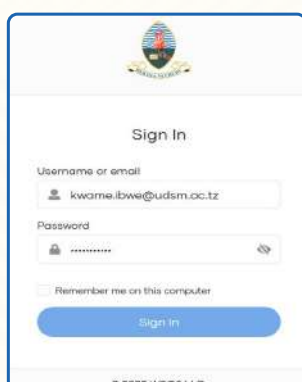 Sign In
Username or email
kwame.ibwe@udsm.ac.tz
Password
Remember me on this computer
Sign In